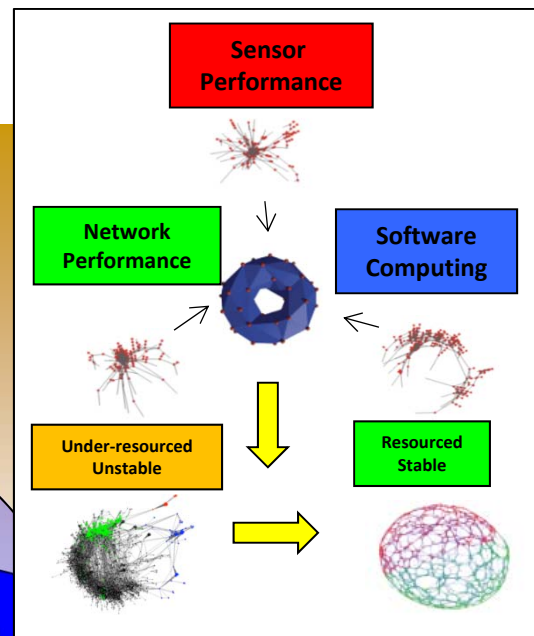 Sensor
Performance
Network
Performance
Software
Computing
Under-resourced
Unstable
Resourced
Stable